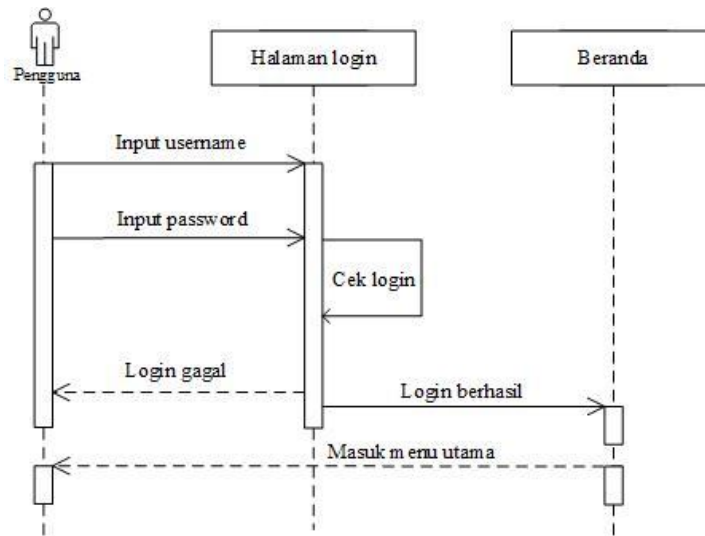 Pengguna
Halaman login
Beranda
Input username
Input password
Cek login
Login gagal
Login berhasil
Masuk menu utama